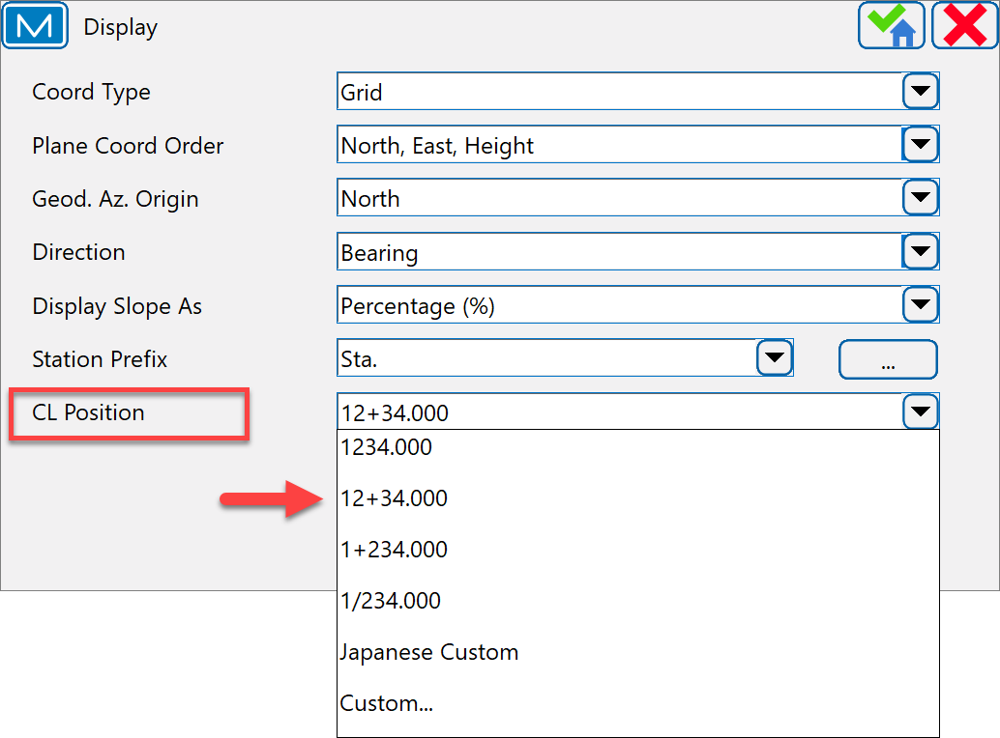 Display
Coord Type Grid
Plane Coord Order North, East, Height
Geod. Az. Origin North
Direction Bearing
Display Slope As Percentage (%)
Station Prefix Sta. ...
CL Position 12+34.000
1234.000
12+34.000
1+234.000
1/234.000
Japanese Custom
Custom...